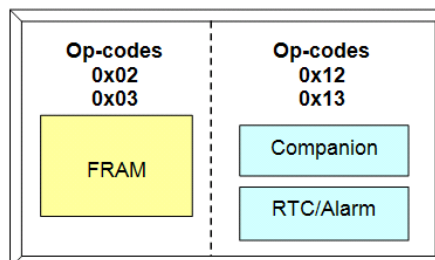 Op-codes
0x02
0x03
FRAM
Op-codes
0x12
0x13
Companion
RTC/Alarm